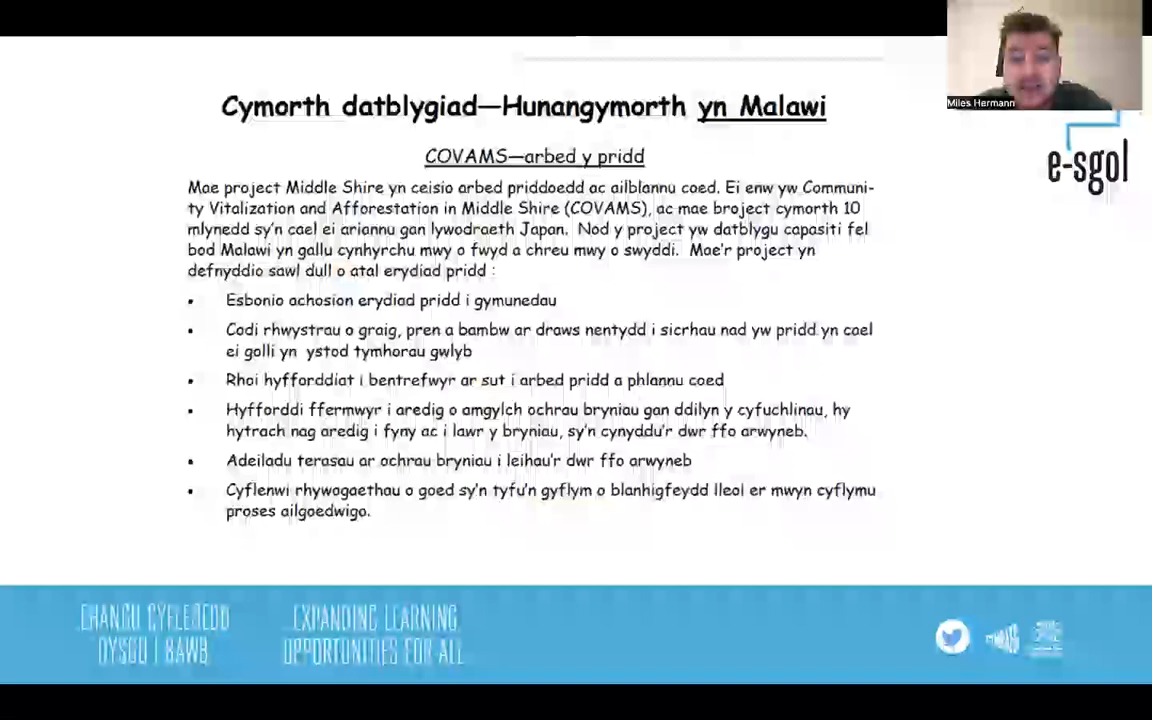 Miles Hermann
e-sgol
Cymorth datblygiad—Hunangymorth yn Malawi
COVAMS—arbed y pridd
Mae project Middle Shire yn ceisio arbed priddoedd ac ailblannu coed. Ei enw yw Communi-
ty Vitalization and Afforestation in Middle Shire (COVAMS), ac mae broject cymorth 10
mlynedd sy'n cael ei ariannu gan lywodraeth Japan. Nod y project yw datblygu capasiti fel
bod Malawi yn gallu cynhyrchu mwy o fwyd a chreu mwy o swyddi. Mae'r project yn
defnyddio sawl dull o atal erydiad pridd :
• Esbonio achosion erydiad pridd i gymunedau
• Codi rhwystrau o graig, pren a bambw ar draws nentydd i sicrhau nad yw pridd yn cael
ei golli yn ystod tymhorau gwlyb
• Rhoi hyfforddiat i bentrefwyr ar sut i arbed pridd a phlannu coed
• Hyfforddi ffermwyr i aredig o amgylch ochrau bryniau gan ddilyn y cyfuchlinau, hy
hytrach nag aredig i fyny ac i lawr y bryniau, sy'n cynyddu'r dwr ffo arwyneb.
• Adeiladu terasau ar ochrau bryniau i leihau'r dwr ffo arwyneb
• Cyflenwi rhywogaethau o goed sy'n tyfu'n gyflym o blanhigfeydd lleol er mwyn cyflymu
proses ailgoedwigo.
EHANGU CYFLEOEDD
DYSGU I BAWB
EXPANDING LEARNING
OPPORTUNITIES FOR ALL